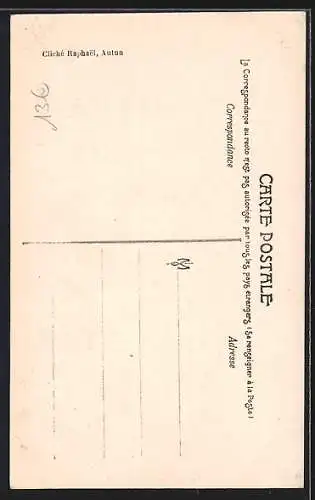 CARTE POSTALE
La Correspondance au recto n'est pas autorisée par tous les pays étrangers (Se renseigner à la Poste)
Correspondance
Adresse
Cliché Raphaël, Autun
136